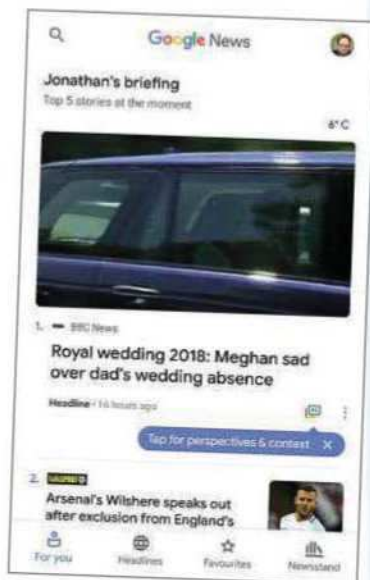 Google News
Jonathan's briefing
Top 5 stories at the moment
6°C
1. BBC News
Royal wedding 2018: Meghan sad
over dad's wedding absence
Headline • 16 hours ago
Tap for perspectives & context X
2.
Arsenal's Wilshere speaks out
after exclusion from England's
For you
Headlines
Favourites
Newsstand